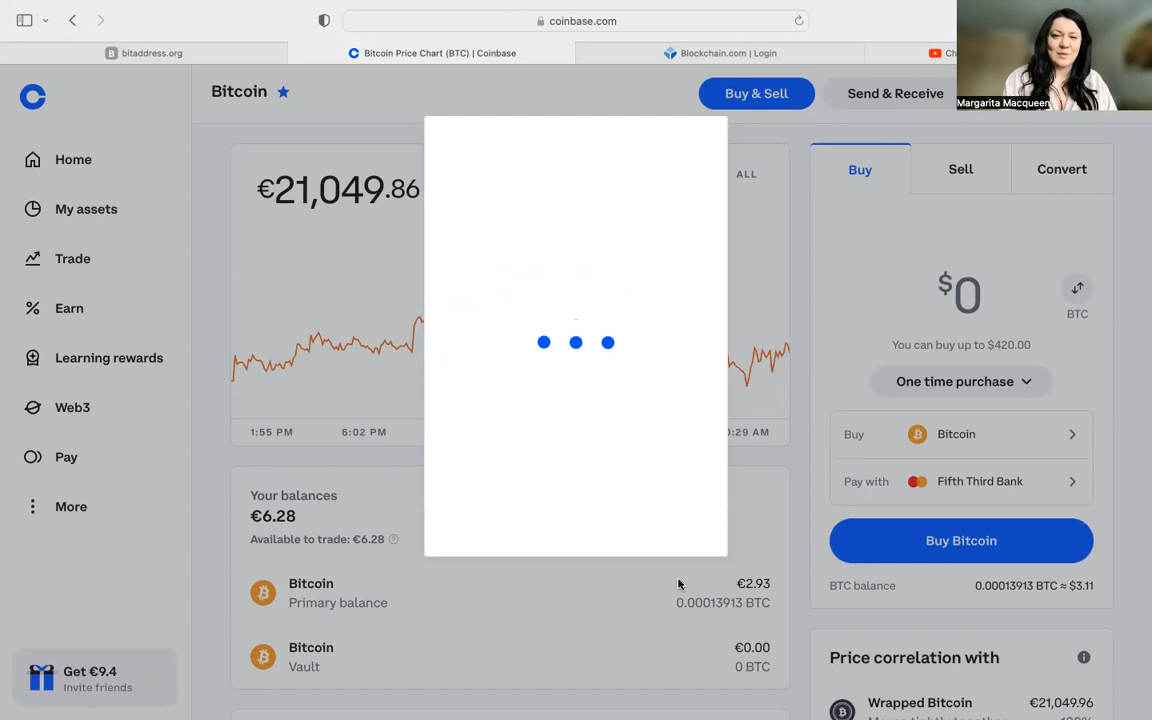 coinbase.com
bitaddress.org
Bitcoin Price Chart (BTC) | Coinbase
Blockchain.com | Login
Ch
Margarita Macqueen
Bitcoin
Buy & Sell
Send & Receive
Home
My assets
Trade
Earn
Learning rewards
Web3
Pay
More
Get €9.4
Invite friends
€21,049.86
ALL
1:55 PM
6:02 PM
0:29 AM
Your balances
€6.28
Available to trade: €6.28
Bitcoin
€2.93
Primary balance
0.00013913 BTC
Bitcoin
€0.00
Vault
0 BTC
Buy
Sell
Convert
$0
BTC
You can buy up to $420.00
One time purchase
Buy
Bitcoin
Pay with
Fifth Third Bank
Buy Bitcoin
BTC balance
0.00013913 BTC ≈ $3.11
Price correlation with
Wrapped Bitcoin
€21,049.96